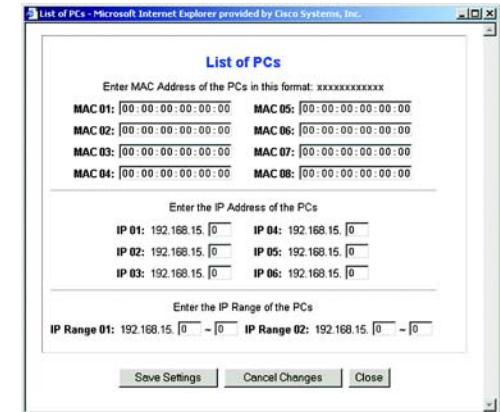 List of PCs - Microsoft Internet Explorer provided by Cisco Systems, Inc.
List of PCs
Enter MAC Address of the PCs in this format: xxxxxxxxxxxx
MAC 01: 00:00:00:00:00:00 MAC 05: 00:00:00:00:00:00
MAC 02: 00:00:00:00:00:00 MAC 06: 00:00:00:00:00:00
MAC 03: 00:00:00:00:00:00 MAC 07: 00:00:00:00:00:00
MAC 04: 00:00:00:00:00:00 MAC 08: 00:00:00:00:00:00
Enter the IP Address of the PCs
IP 01: 192.168.15. 0 IP 04: 192.168.15. 0
IP 02: 192.168.15. 0 IP 05: 192.168.15. 0
IP 03: 192.168.15. 0 IP 06: 192.168.15. 0
Enter the IP Range of the PCs
IP Range 01: 192.168.15. 0 ~ 0 IP Range 02: 192.168.15. 0 ~ 0
Save Settings Cancel Changes Close